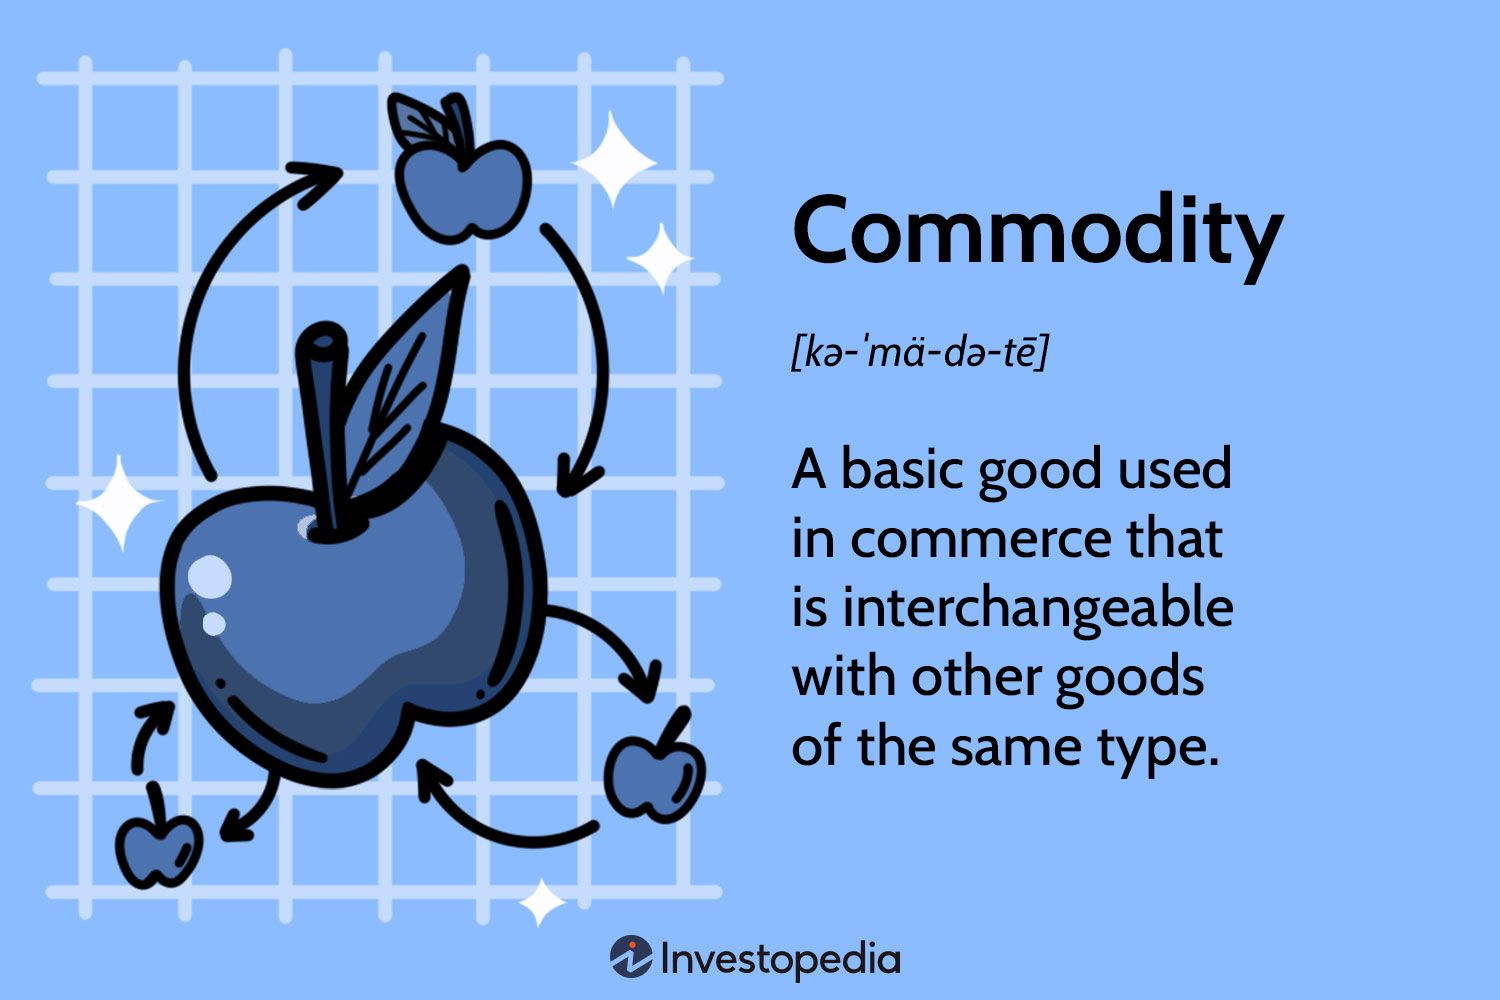 Commodity
[kə-ˈmä-də-tē]
A basic good used
in commerce that
is interchangeable
with other goods
of the same type.
Investopedia